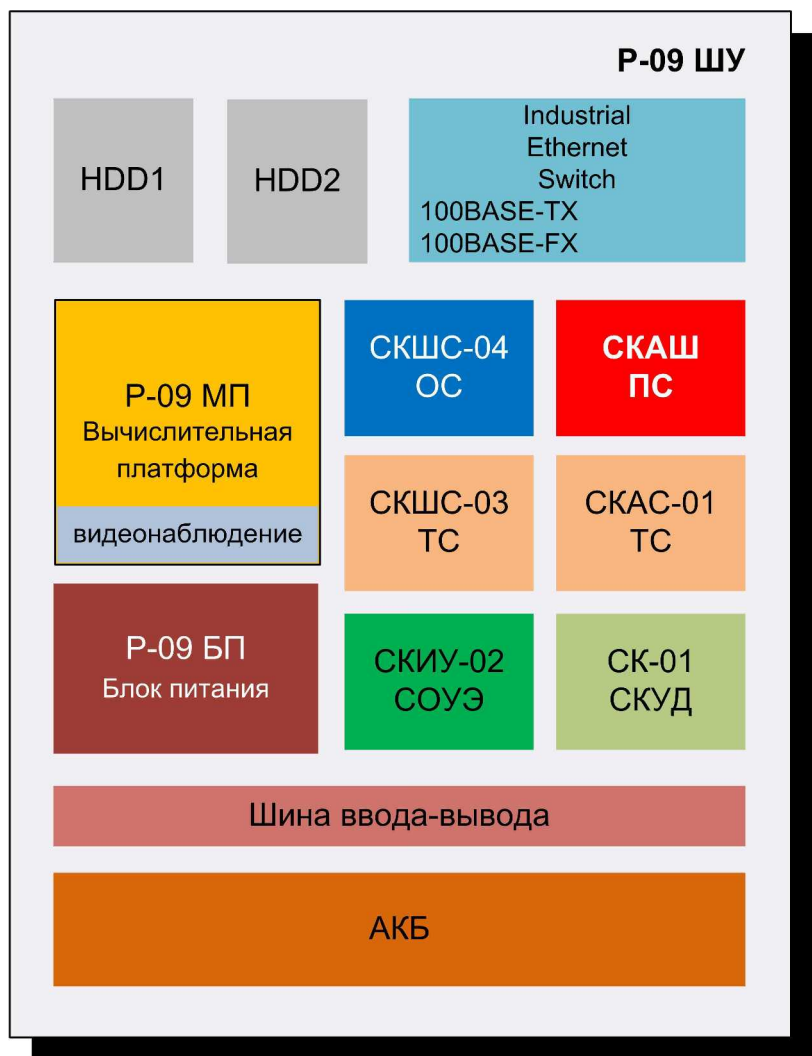 Р-09 ШУ
HDD1
HDD2
Industrial
Ethernet
Switch
100BASE-TX
100BASE-FX
Р-09 МП
Вычислительная
платформа
видеонаблюдение
СКШС-04
ОС
СКАШ
ПС
СКШС-03
ТС
СКАС-01
ТС
Р-09 БП
Блок питания
СКИУ-02
СОУЭ
СК-01
СКУД
Шина ввода-вывода
АКБ